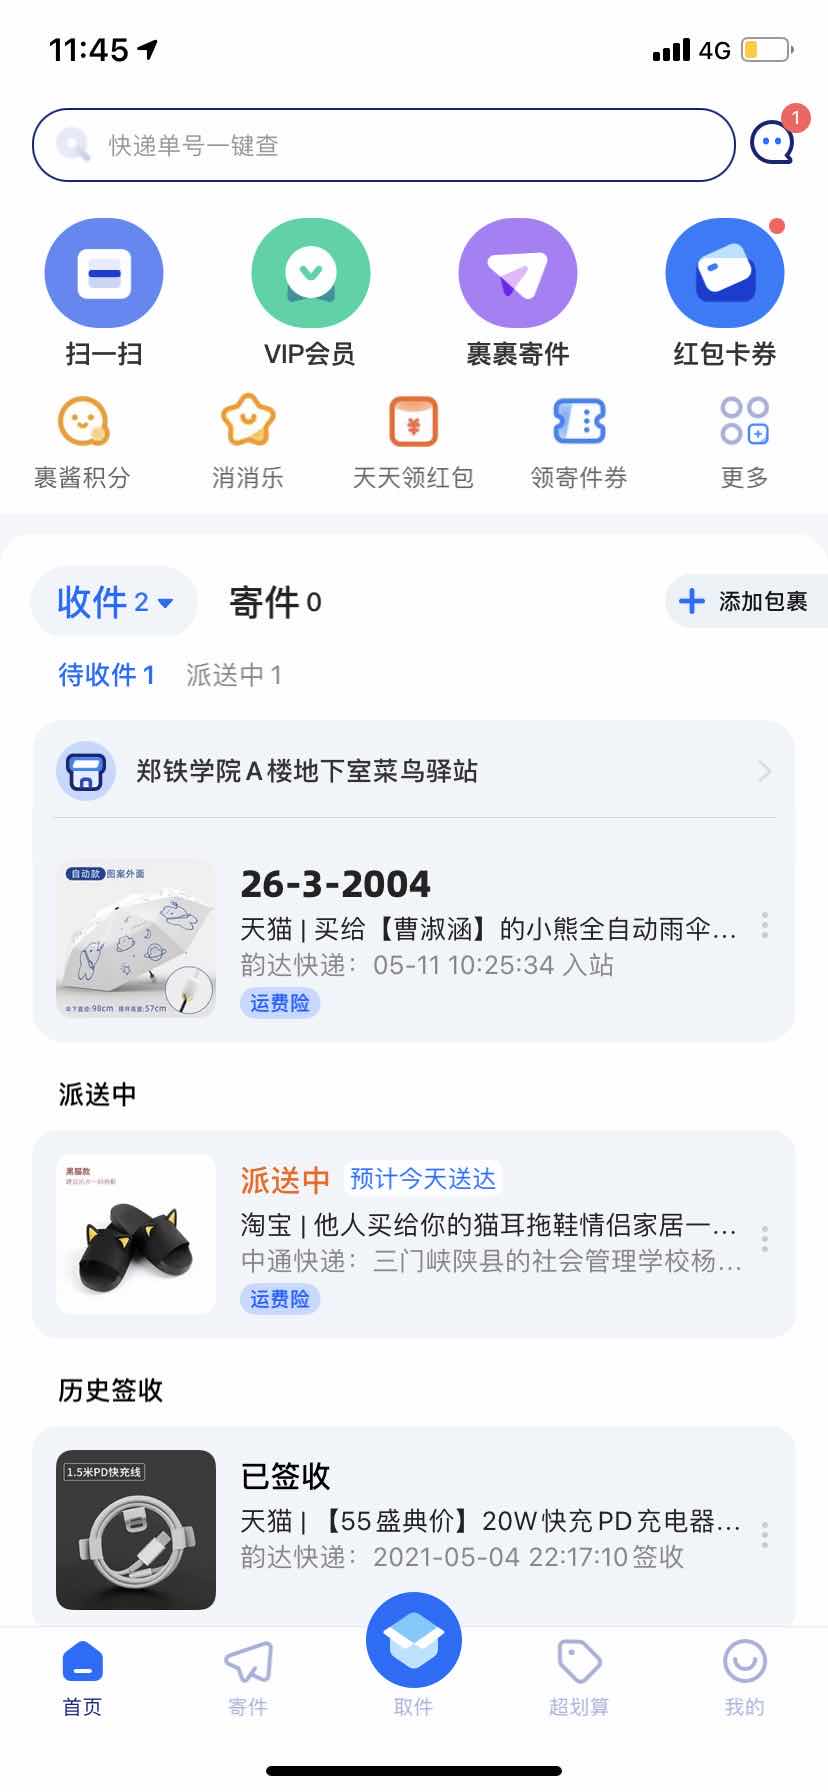 11:45
4G
快递单号一键查
1
扫一扫
VIP会员
裹裹寄件
红包卡券
裹酱积分
消消乐
天天领红包
领寄件券
更多
收件 2
寄件 0
添加包裹
待收件 1
派送中 1
郑铁学院A楼地下室菜鸟驿站
自动款 图案外面
伞下直径:98cm
26-3-2004
天猫 | 买给【曹淑涵】的小熊全自动雨伞...
韵达快递：05-11 10:25:34 入站
运费险
派送中
黑猫款
派送中 预计今天送达
淘宝 | 他人买给你的猫耳拖鞋情侣家居一...
中通快递：三门峡陕县的社会管理学校杨...
运费险
历史签收
1.5米PD快充线
已签收
天猫 | 【55盛典价】20W快充PD充电器...
韵达快递：2021-05-04 22:17:10签收
首页
寄件
取件
超划算
我的